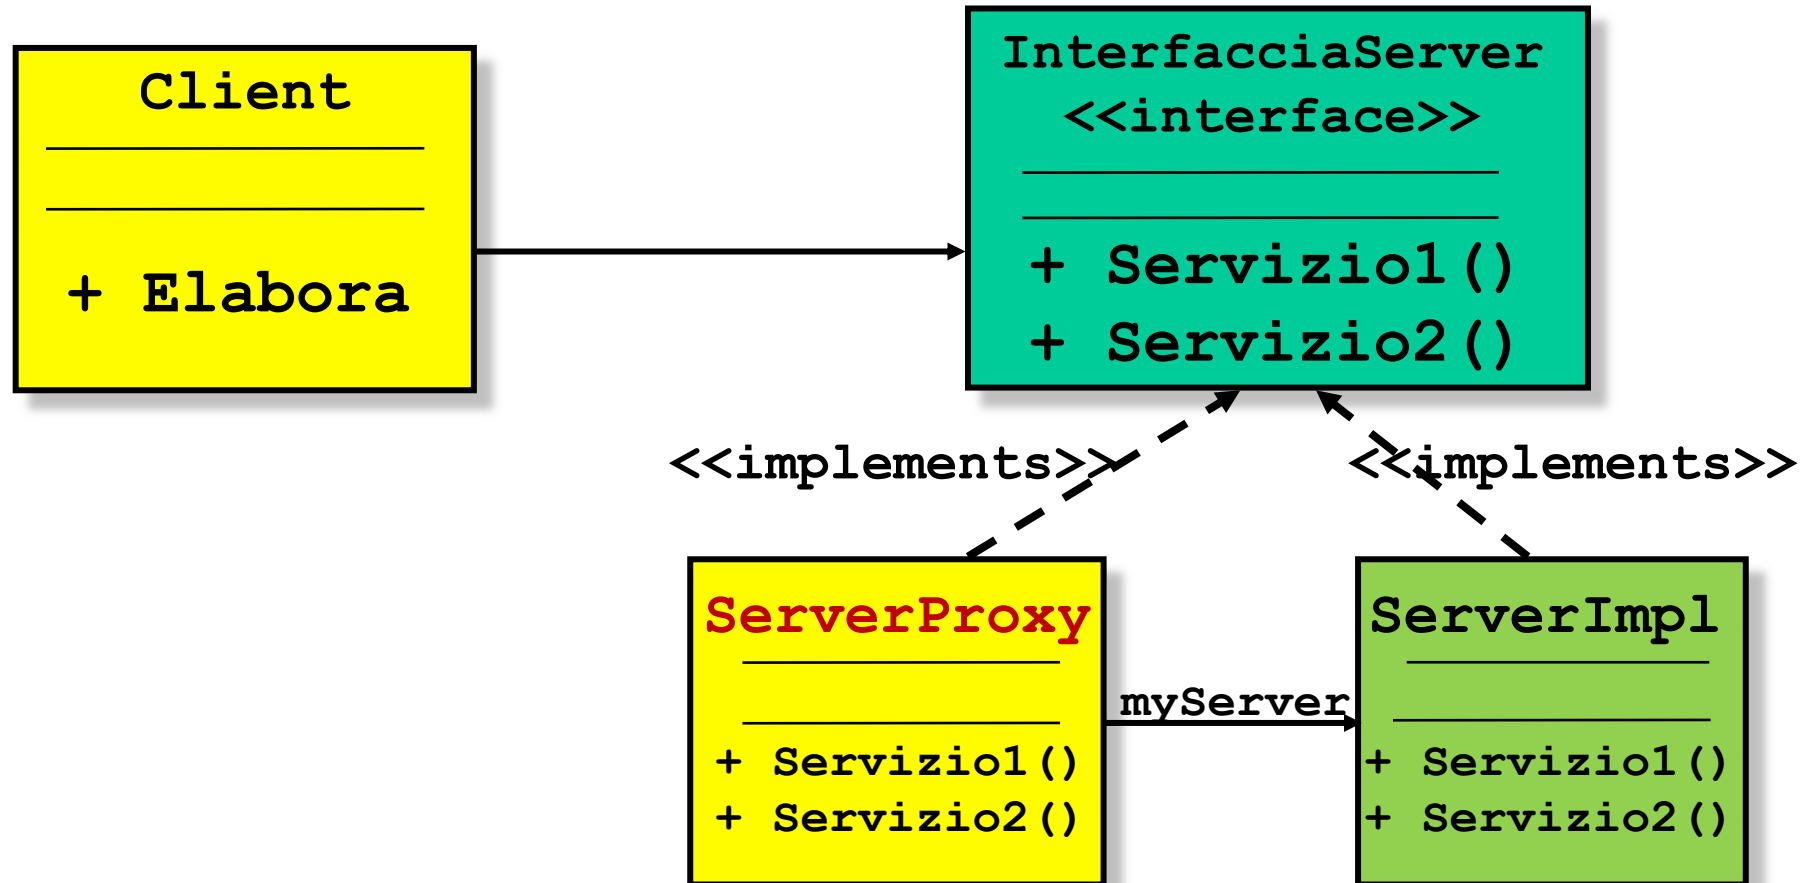 Client
+ Elabora
InterfacciaServer
<<interface>>
+ Servizio1()
+ Servizio2()
<<implements>>
<<implements>>
ServerProxy
+ Servizio1()
+ Servizio2()
myServer
ServerImpl
+ Servizio1()
+ Servizio2()